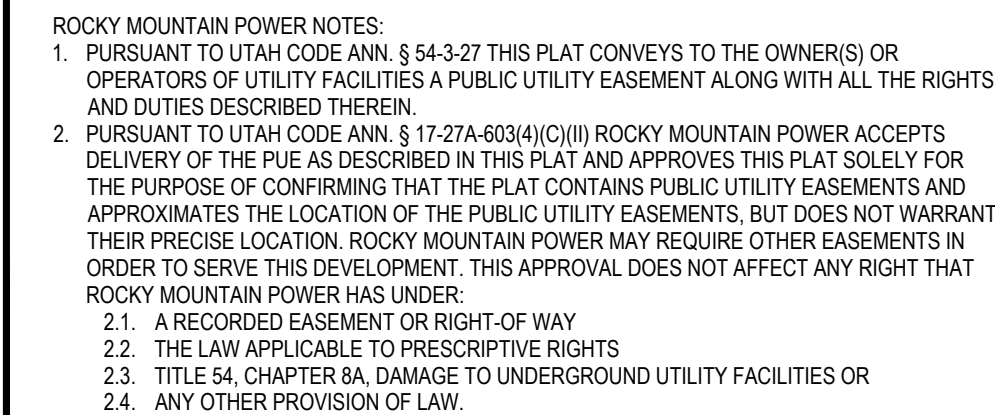 ROCKY MOUNTAIN POWER NOTES:
1. PURSUANT TO UTAH CODE ANN. § 54-3-27 THIS PLAT CONVEYS TO THE OWNER(S) OR
OPERATORS OF UTILITY FACILITIES A PUBLIC UTILITY EASEMENT ALONG WITH ALL THE RIGHTS
AND DUTIES DESCRIBED THEREIN.
2. PURSUANT TO UTAH CODE ANN. § 17-27A-603(4)(C)(II) ROCKY MOUNTAIN POWER ACCEPTS
DELIVERY OF THE PUE AS DESCRIBED IN THIS PLAT AND APPROVES THIS PLAT SOLELY FOR
THE PURPOSE OF CONFIRMING THAT THE PLAT CONTAINS PUBLIC UTILITY EASEMENTS AND
APPROXIMATES THE LOCATION OF THE PUBLIC UTILITY EASEMENTS, BUT DOES NOT WARRANT
THEIR PRECISE LOCATION. ROCKY MOUNTAIN POWER MAY REQUIRE OTHER EASEMENTS IN
ORDER TO SERVE THIS DEVELOPMENT. THIS APPROVAL DOES NOT AFFECT ANY RIGHT THAT
ROCKY MOUNTAIN POWER HAS UNDER:
2.1. A RECORDED EASEMENT OR RIGHT-OF WAY
2.2. THE LAW APPLICABLE TO PRESCRIPTIVE RIGHTS
2.3. TITLE 54, CHAPTER 8A, DAMAGE TO UNDERGROUND UTILITY FACILITIES OR
2.4. ANY OTHER PROVISION OF LAW.